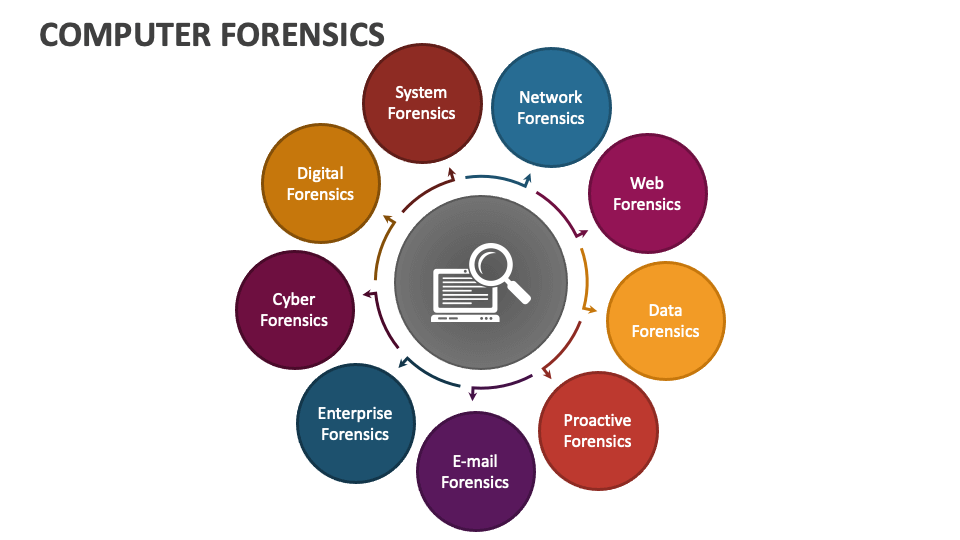 COMPUTER FORENSICS
System
Forensics
Network
Forensics
Web
Forensics
Data
Forensics
Proactive
Forensics
E-mail
Forensics
Enterprise
Forensics
Cyber
Forensics
Digital
Forensics